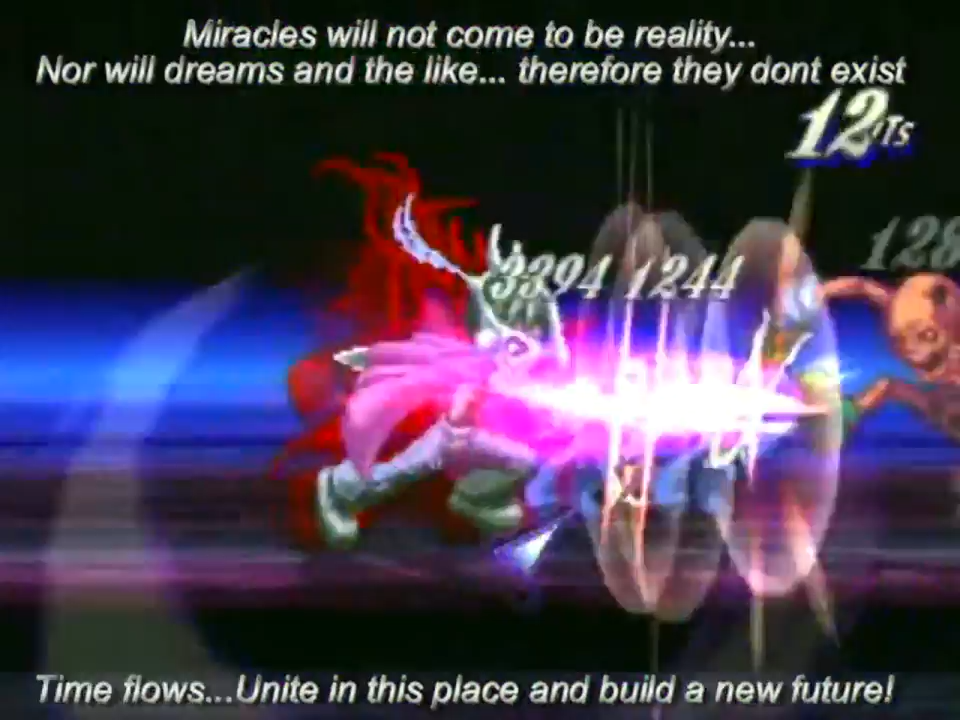 Miracles will not come to be reality...
Nor will dreams and the like... therefore they dont exist
12
3394 1244
128
Time flows...Unite in this place and build a new future!